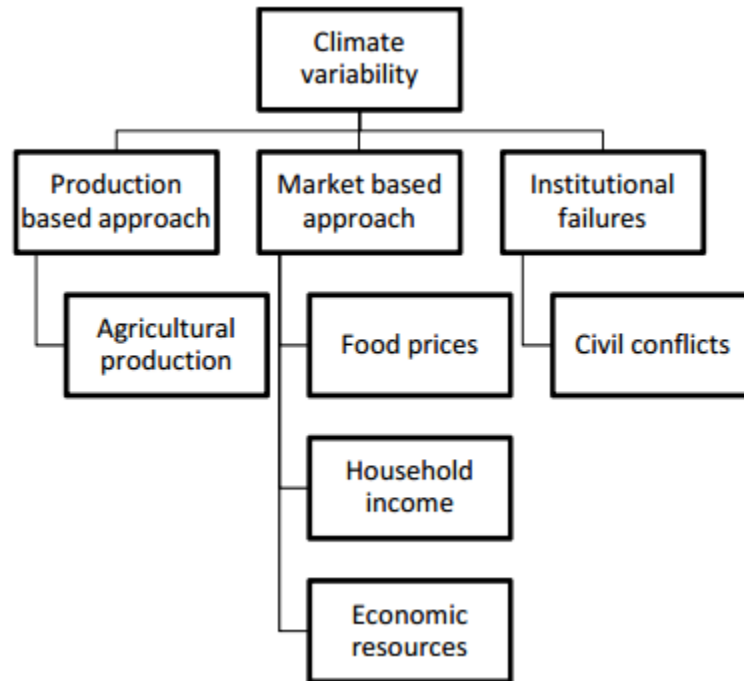 Climate
variability
Production
based approach
Market based
approach
Institutional
failures
Agricultural
production
Food prices
Civil conflicts
Household
income
Economic
resources